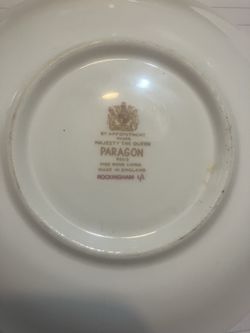 BY APPOINTMENT
MAJESTY THE QUEEN
PARAGON
FINE BONE CHINA
MADE IN ENGLAND
ROCKINGHAM